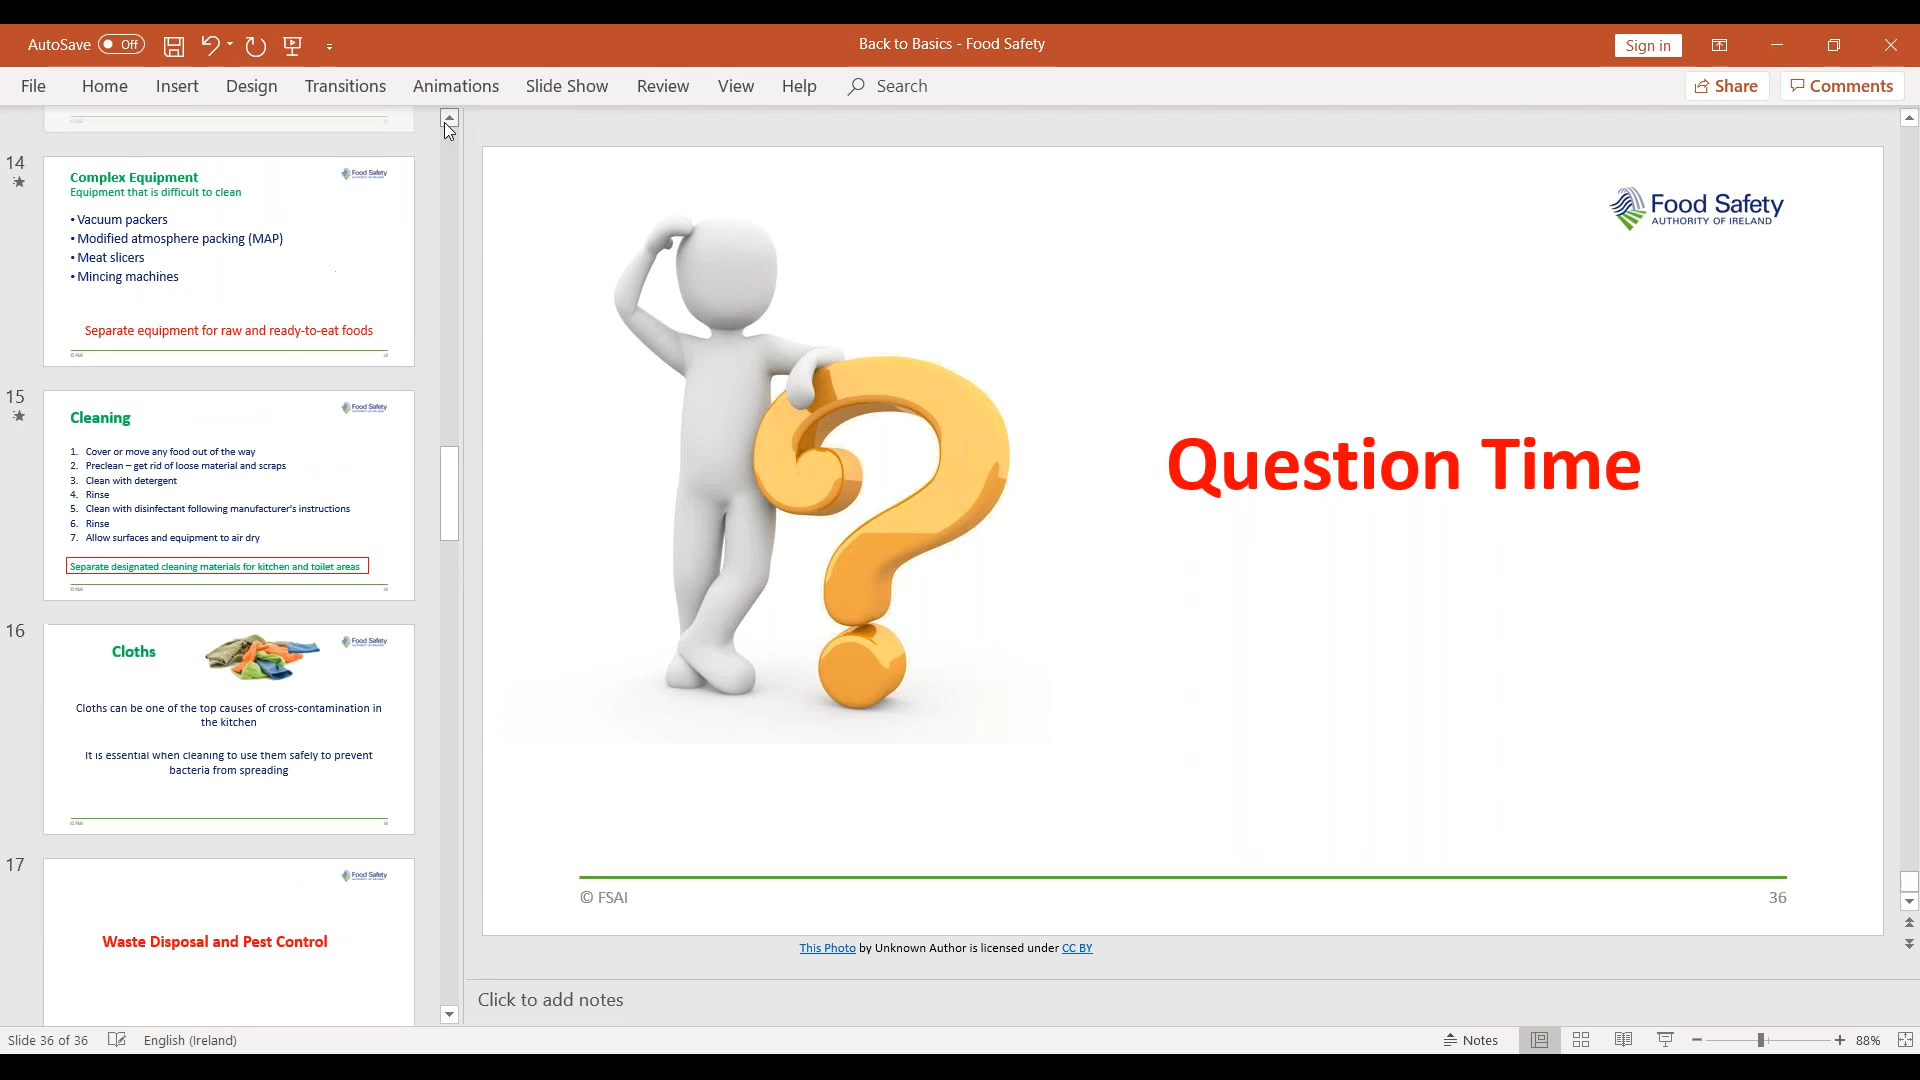 AutoSave Off
Back to Basics - Food Safety
Sign in
File Home Insert Design Transitions Animations Slide Show Review View Help Search
Share Comments
14
Complex Equipment
Equipment that is difficult to clean
Food Safety
• Vacuum packers
• Modified atmosphere packing (MAP)
• Meat slicers
• Mincing machines
Separate equipment for raw and ready-to-eat foods
15
Cleaning
Food Safety
1. Cover or move any food out of the way
2. Preclean – get rid of loose material and scraps
3. Clean with detergent
4. Rinse
5. Clean with disinfectant following manufacturer's instructions
6. Rinse
7. Allow surfaces and equipment to air dry
Separate designated cleaning materials for kitchen and toilet areas
16
Cloths
Food Safety
Cloths can be one of the top causes of cross-contamination in
the kitchen
It is essential when cleaning to use them safely to prevent
bacteria from spreading
17
Food Safety
Waste Disposal and Pest Control
Food Safety
AUTHORITY OF IRELAND
Question Time
© FSAI
36
This Photo by Unknown Author is licensed under CC BY
Click to add notes
Slide 36 of 36 English (Ireland)
Notes
88%